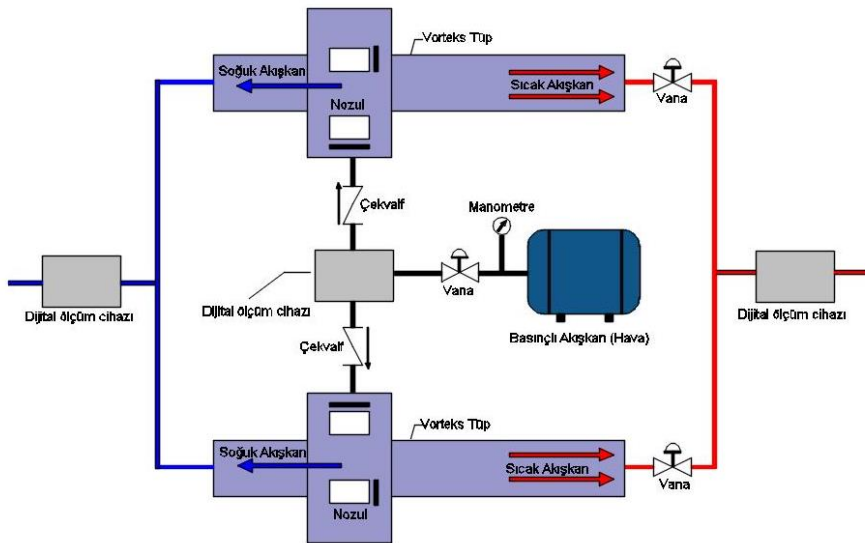 Vorteks Tüp
Soğuk Akışkan
Nozul
Sıcak Akışkan
Vana
Çekvalf
Manometre
Vana
Dijital ölçüm cihazı
Dijital ölçüm cihazı
Basınçlı Akışkan (Hava)
Dijital ölçüm cihazı
Çekvalf
Vorteks Tüp
Soğuk Akışkan
Sıcak Akışkan
Nozul
Vana